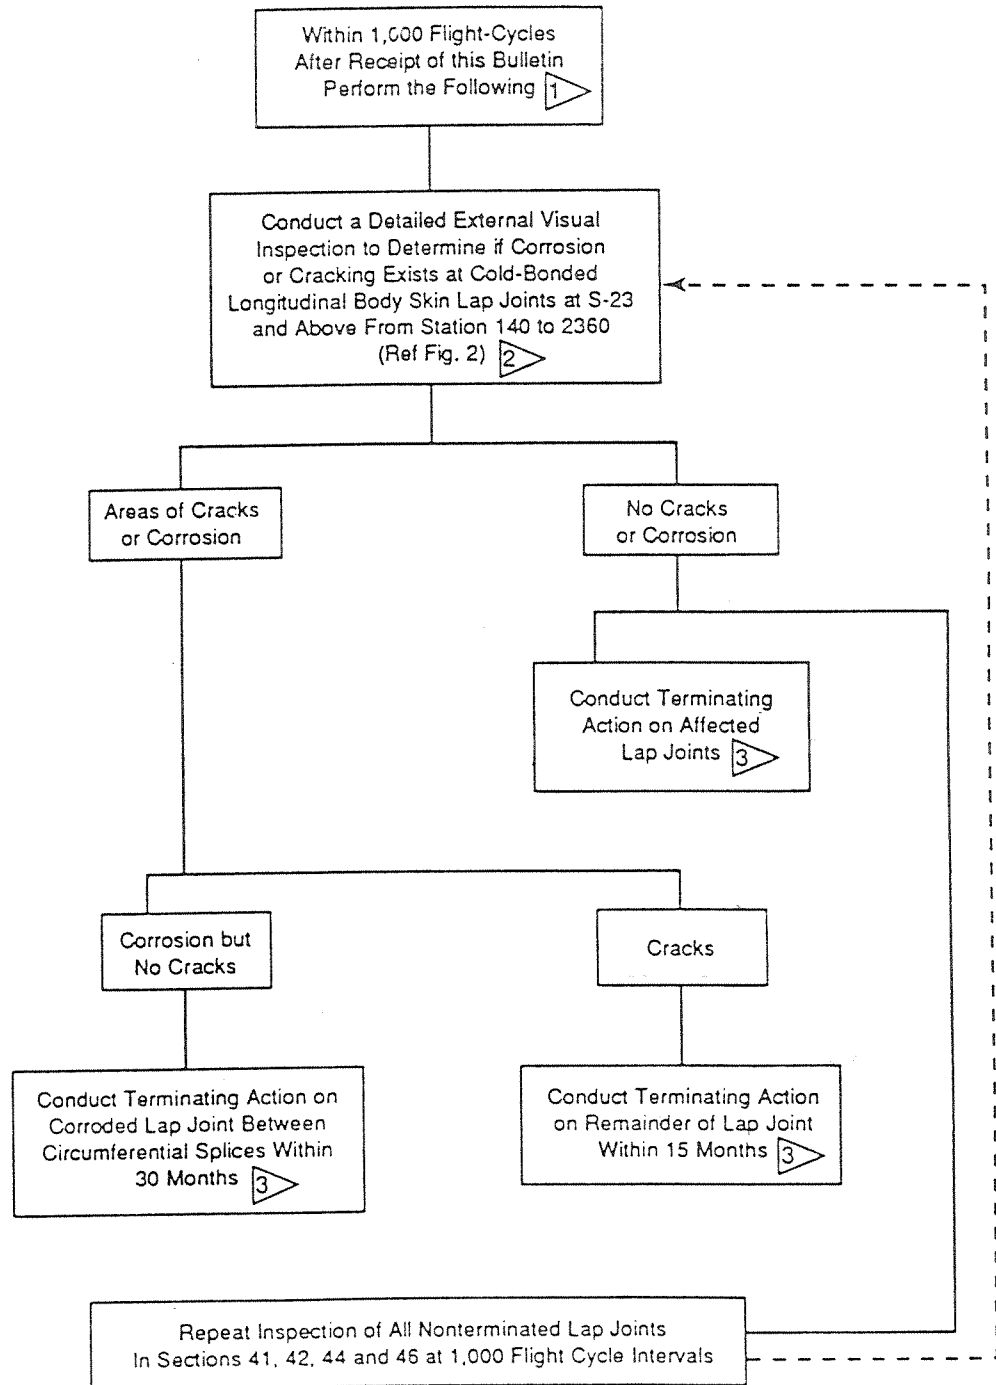 Within 1,000 Flight-Cycles
After Receipt of this Bulletin
Perform the Following 1
Conduct a Detailed External Visual
Inspection to Determine if Corrosion
or Cracking Exists at Cold-Bonded
Longitudinal Body Skin Lap Joints at S-23
and Above From Station 140 to 2360
(Ref Fig. 2) 2
Areas of Cracks
or Corrosion
No Cracks
or Corrosion
Conduct Terminating
Action on Affected
Lap Joints 3
Corrosion but
No Cracks
Cracks
Conduct Terminating Action on
Corroded Lap Joint Between
Circumferential Splices Within
30 Months 3
Conduct Terminating Action
on Remainder of Lap Joint
Within 15 Months 3
Repeat Inspection of All Nonterminated Lap Joints
In Sections 41, 42, 44 and 46 at 1,000 Flight Cycle Intervals